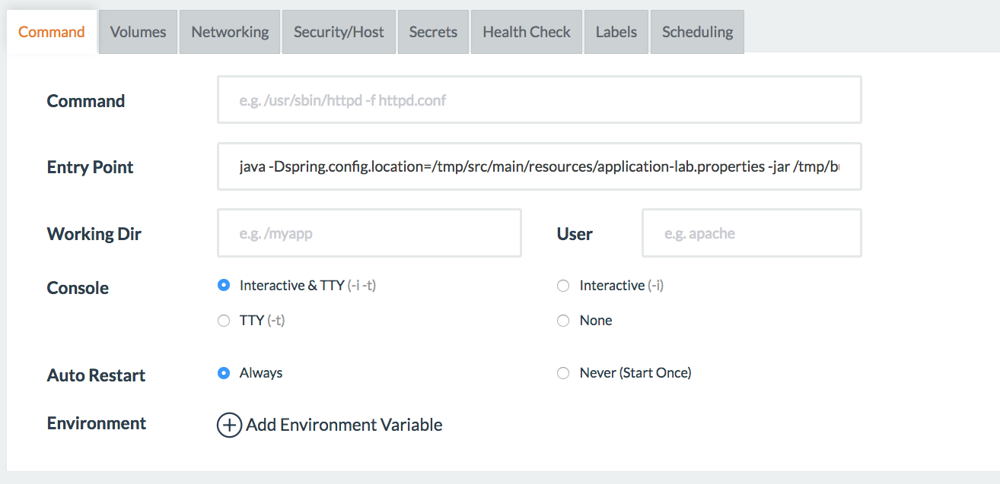 Command Volumes Networking Security/Host Secrets Health Check Labels Scheduling
Command e.g. /usr/sbin/httpd -f httpd.conf
Entry Point java -Dspring.config.location=/tmp/src/main/resources/application-lab.properties -jar /tmp/
Working Dir e.g. /myapp User e.g. apache
Console Interactive & TTY (-i -t) Interactive (-i)
TTY (-t) None
Auto Restart Always Never (Start Once)
Environment Add Environment Variable